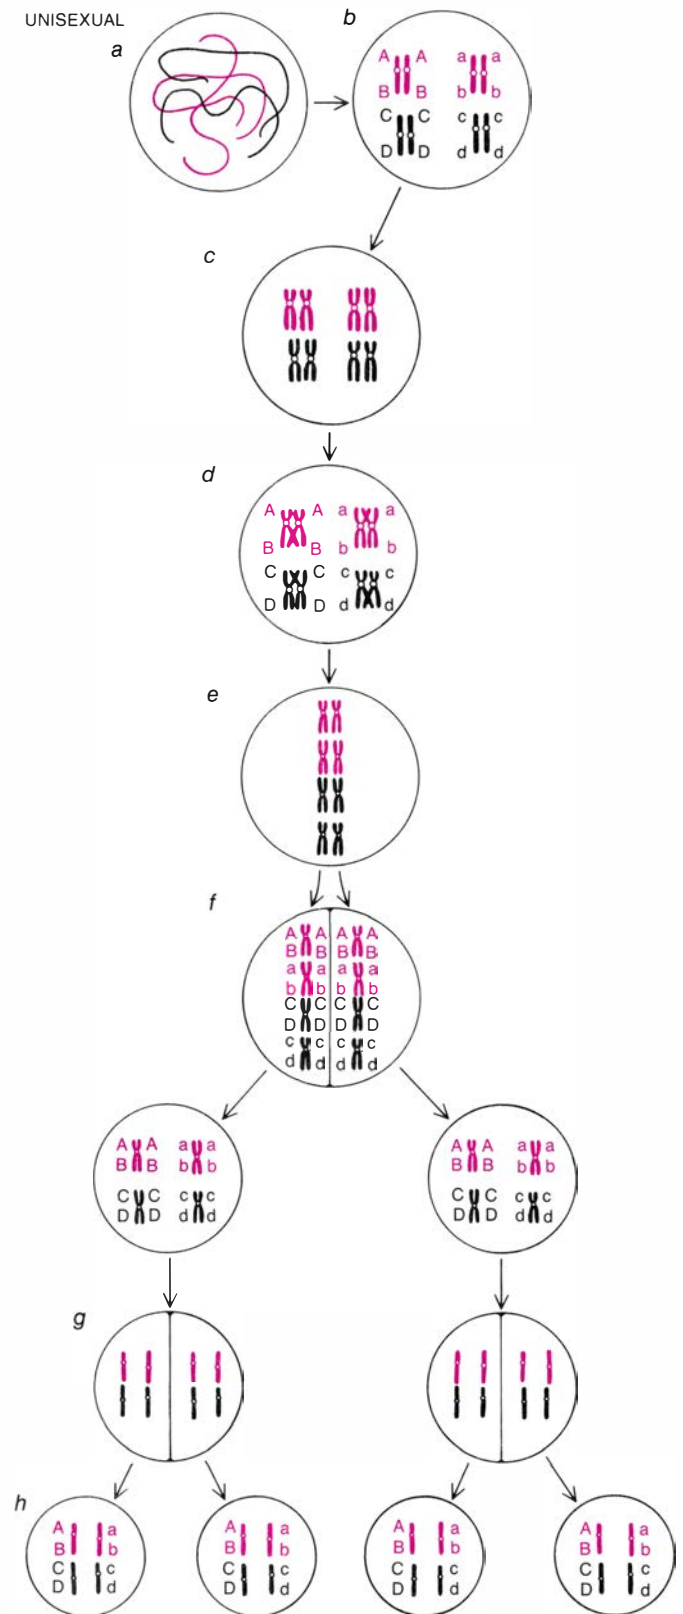 UNISEXUAL
a
b
A A a a
B B b b
C C c c
D D d d
c
d
A A a a
B B b b
C C c c
D D d d
e
f
A A A A
B B B B
a a a a
b b b b
C C C C
D D D D
c c c c
d d d d
A A a a A A a a
B B b b B B b b
C C c c C C c c
D D d d D D d d
g
h
A a A a A a A a
B b B b B b B b
C c C c C c C c
D d D d D d D d